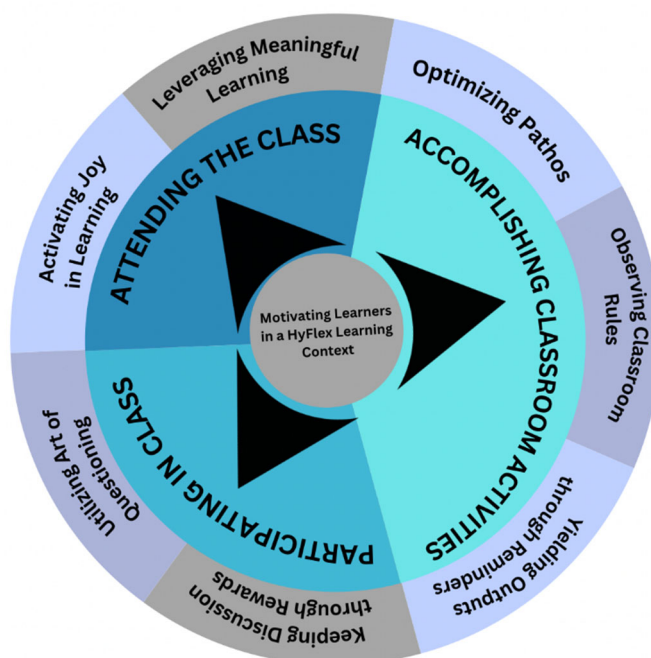 Leveraging Meaningful
Learning
Optimizing Pathos
Observing Classroom
Rules
Yielding Outputs
through Reminders
Keeping Discussion
through Rewards
Utilizing Art of
Questioning
Activating Joy
in Learning
ATTENDING THE CLASS
ACCOMPLISHING CLASSROOM ACTIVITIES
PARTICIPATING IN CLASS
Motivating Learners
in a HyFlex Learning
Context